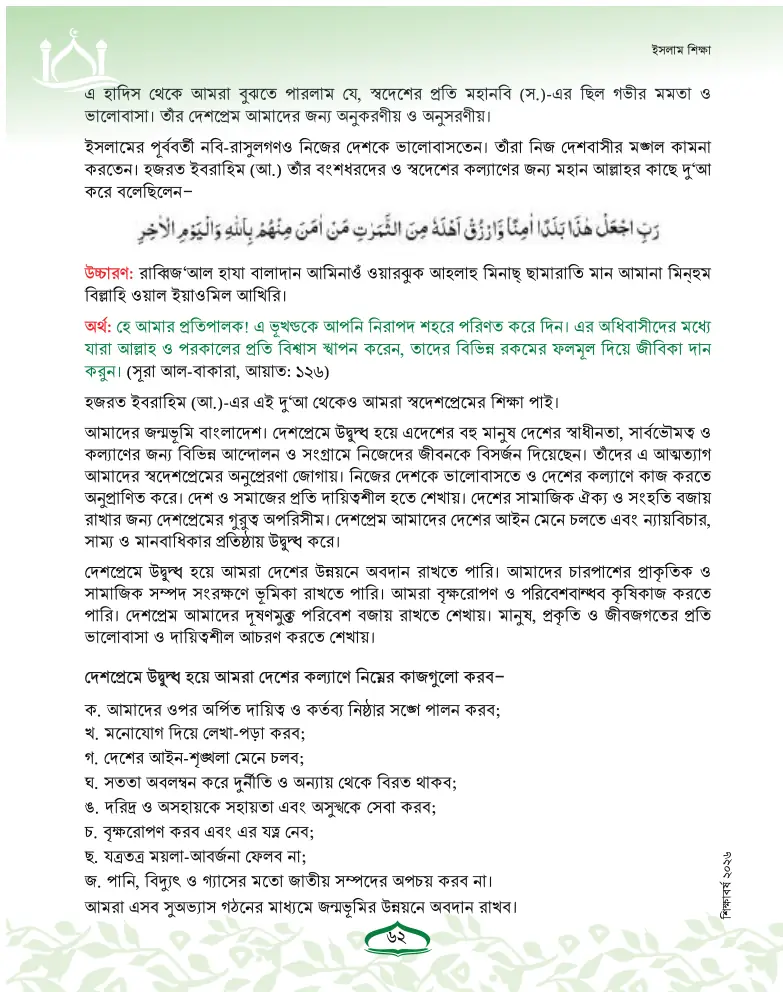 ইসলাম শিক্ষা
এ হাদিস থেকে আমরা বুঝতে পারলাম যে, স্বদেশের প্রতি মহানবি (স.)-এর ছিল গভীর মমতা ও
ভালোবাসা। তাঁর দেশপ্রেম আমাদের জন্য অনুকরণীয় ও অনুসরণীয়।
ইসলামের পূর্ববর্তী নবি-রাসুলগণও নিজের দেশকে ভালোবাসতেন। তাঁরা নিজ দেশবাসীর মঙ্গল কামনা
করতেন। হজরত ইবরাহিম (আ.) তাঁর বংশধরদের ও স্বদেশের কল্যাণের জন্য মহান আল্লাহর কাছে দু‘আ
করে বলেছিলেন–
رَبِّ اجْعَلْ هٰذَا بَلَدًا اٰمِنًا وَّارْزُقْ اَهْلَهٗ مِنَ الثَّمَرٰتِ مَنْ اٰمَنَ مِنْهُمْ بِاللّٰهِ وَالْيَوْمِ الْاٰخِرِ
উচ্চারণ: রাব্বিজ‘আল হাযা বালাদান আমিনাওঁ ওয়ারঝুক আহলাহু মিনাছ্ ছামারাতি মান আমানা মিন্‌হুম
বিল্লাহি ওয়াল ইয়াওমিল আখিরি।
অর্থ: হে আমার প্রতিপালক! এ ভূখণ্ডকে আপনি নিরাপদ শহরে পরিণত করে দিন। এর অধিবাসীদের মধ্যে
যারা আল্লাহ ও পরকালের প্রতি বিশ্বাস স্থাপন করেন, তাদের বিভিন্ন রকমের ফলমূল দিয়ে জীবিকা দান
করুন। (সূরা আল-বাকারা, আয়াত: ১২৬)
হজরত ইবরাহিম (আ.)-এর এই দু‘আ থেকেও আমরা স্বদেশপ্রেমের শিক্ষা পাই।
আমাদের জন্মভূমি বাংলাদেশ। দেশপ্রেমে উদ্বুদ্ধ হয়ে এদেশের বহু মানুষ দেশের স্বাধীনতা, সার্বভৌমত্ব ও
কল্যাণের জন্য বিভিন্ন আন্দোলন ও সংগ্রামে নিজেদের জীবনকে বিসর্জন দিয়েছেন। তাঁদের এ আত্মত্যাগ
আমাদের স্বদেশপ্রেমের অনুপ্রেরণা জোগায়। নিজের দেশকে ভালোবাসতে ও দেশের কল্যাণে কাজ করতে
অনুপ্রাণিত করে। দেশ ও সমাজের প্রতি দায়িত্বশীল হতে শেখায়। দেশের সামাজিক ঐক্য ও সংহতি বজায়
রাখার জন্য দেশপ্রেমের গুরুত্ব অপরিসীম। দেশপ্রেম আমাদের দেশের আইন মেনে চলতে এবং ন্যায়বিচার,
সাম্য ও মানবাধিকার প্রতিষ্ঠায় উদ্বুদ্ধ করে।
দেশপ্রেমে উদ্বুদ্ধ হয়ে আমরা দেশের উন্নয়নে অবদান রাখতে পারি। আমাদের চারপাশের প্রাকৃতিক ও
সামাজিক সম্পদ সংরক্ষণে ভূমিকা রাখতে পারি। আমরা বৃক্ষরোপণ ও পরিবেশবান্ধব কৃষিকাজ করতে
পারি। দেশপ্রেম আমাদের দূষণমুক্ত পরিবেশ বজায় রাখতে শেখায়। মানুষ, প্রকৃতি ও জীবজগতের প্রতি
ভালোবাসা ও দায়িত্বশীল আচরণ করতে শেখায়।
দেশপ্রেমে উদ্বুদ্ধ হয়ে আমরা দেশের কল্যাণে নিম্নের কাজগুলো করব–
ক. আমাদের ওপর অর্পিত দায়িত্ব ও কর্তব্য নিষ্ঠার সঙ্গে পালন করব;
খ. মনোযোগ দিয়ে লেখা-পড়া করব;
গ. দেশের আইন-শৃঙ্খলা মেনে চলব;
ঘ. সততা অবলম্বন করে দুর্নীতি ও অন্যায় থেকে বিরত থাকব;
ঙ. দরিদ্র ও অসহায়কে সহায়তা এবং অসুস্থকে সেবা করব;
চ. বৃক্ষরোপণ করব এবং এর যত্ন নেব;
ছ. যত্রতত্র ময়লা-আবর্জনা ফেলব না;
জ. পানি, বিদ্যুৎ ও গ্যাসের মতো জাতীয় সম্পদের অপচয় করব না।
আমরা এসব সুঅভ্যাস গঠনের মাধ্যমে জন্মভূমির উন্নয়নে অবদান রাখব।
শিক্ষাবর্ষ ২০২৬
৬২